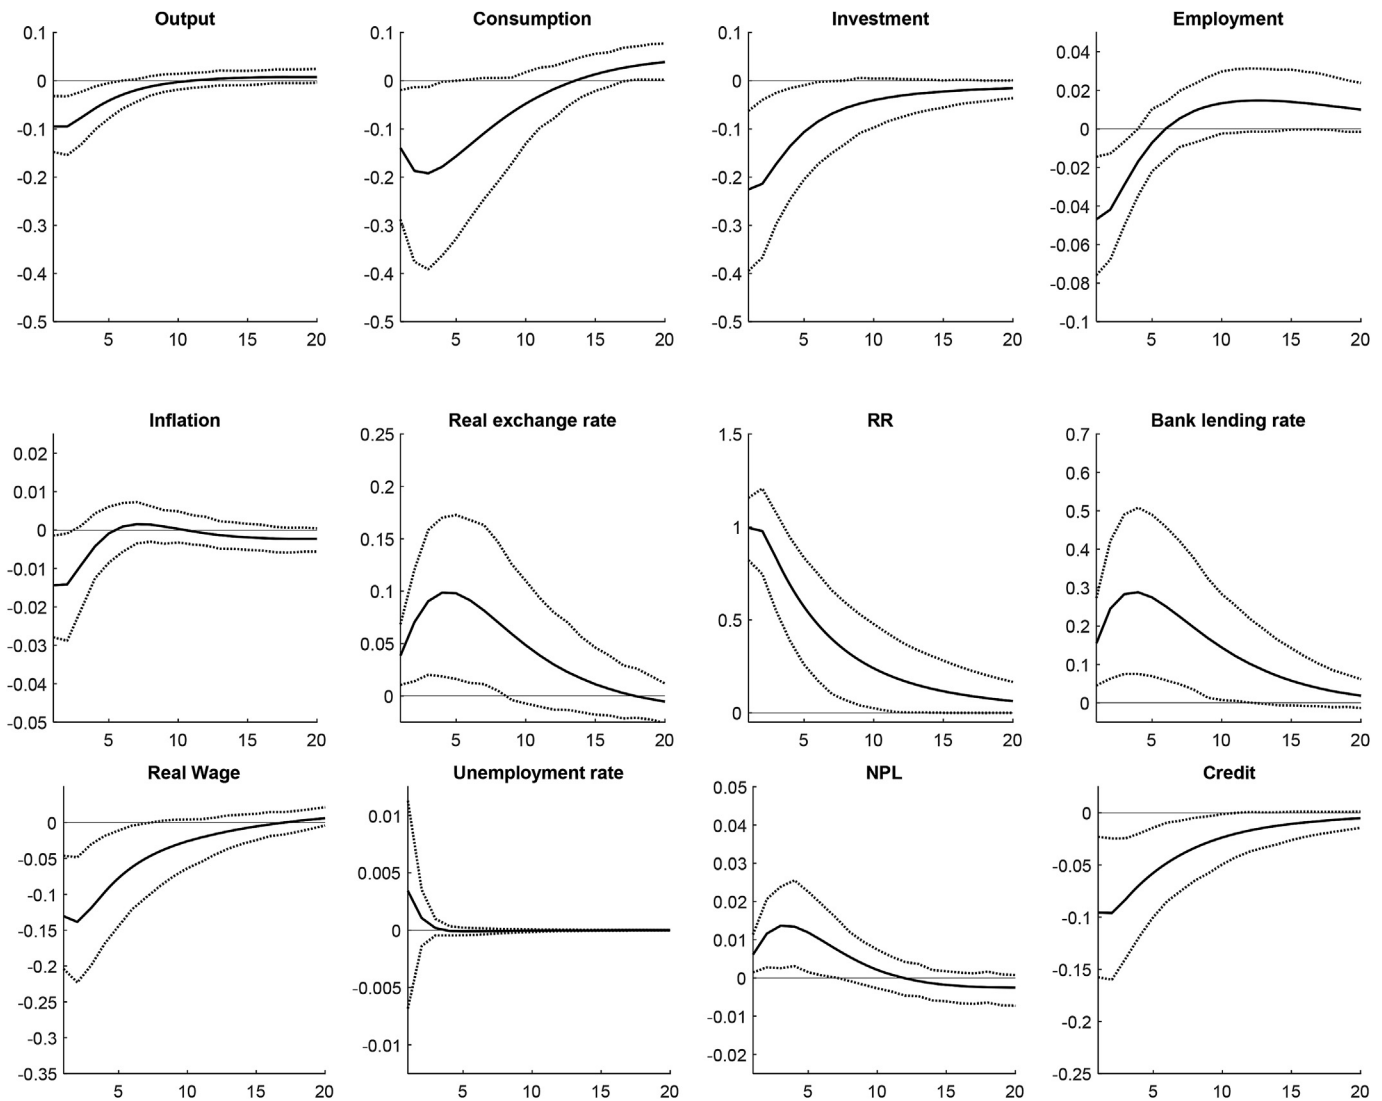 Output Consumption Investment Employment
0.1 0.1 0.1 0.04
0 0 0 0.02
-0.1 -0.1 -0.1 0
-0.2 -0.2 -0.2 -0.02
-0.3 -0.3 -0.3 -0.04
-0.4 -0.4 -0.4 -0.06
-0.5 -0.5 -0.5 -0.08
-0.1
5 10 15 20 5 10 15 20 5 10 15 20 5 10 15 20
Inflation Real exchange rate RR Bank lending rate
0.02 0.25 1.5 0.7
0.01 0.2 1 0.6
0 0.15 0.5 0.5
-0.01 0.1 0 0.4
-0.02 0.05 0.3
-0.03 0 0.2
-0.04 0.1
-0.05 0
5 10 15 20 5 10 15 20 5 10 15 20 5 10 15 20
Real Wage Unemployment rate NPL Credit
0 0.01 0.05 0
-0.05 0.005 0.04 -0.05
-0.1 0 0.03 -0.1
-0.15 -0.005 0.02 -0.15
-0.2 -0.01 0.01 -0.2
-0.25 0 -0.25
-0.3 -0.01
-0.35 -0.02
5 10 15 20 5 10 15 20 5 10 15 20 5 10 15 20